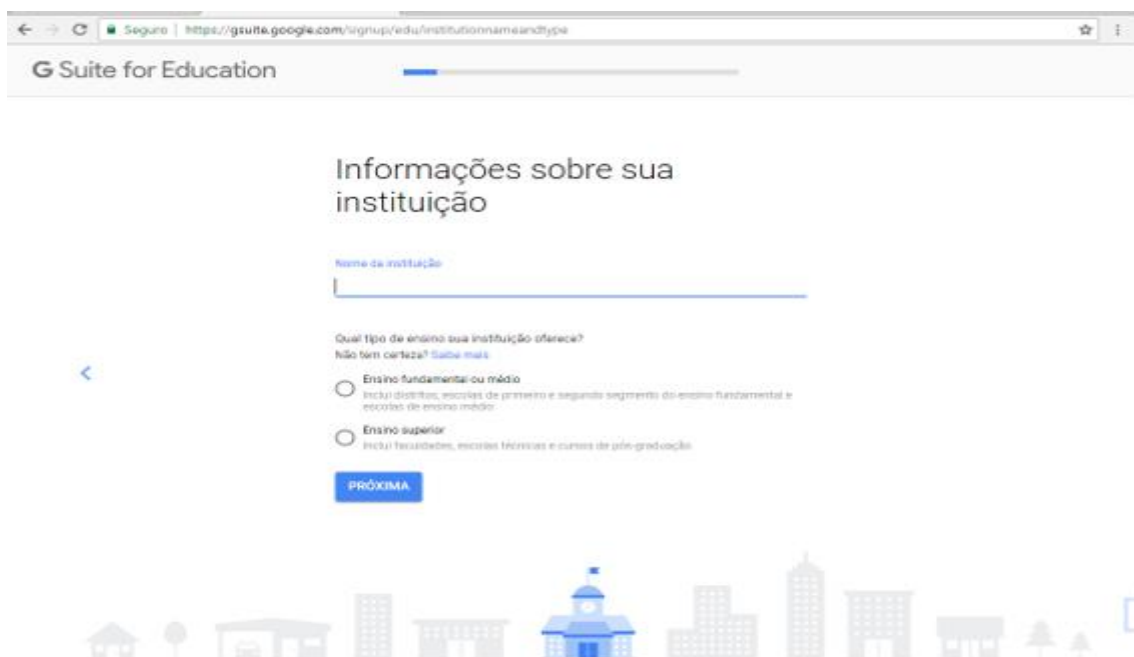 Seguro | https://gsuite.google.com/signup/edu/institutionnameandtype
G Suite for Education
Informações sobre sua
instituição
Nome da instituição
Qual tipo de ensino sua instituição oferece?
Não tem certeza? Saiba mais
Ensino fundamental ou médio
Inclui distritos, escolas de primeiro e segundo segmento do ensino fundamental e
escolas de ensino médio
Ensino superior
Inclui faculdades, escolas técnicas e cursos de pós-graduação
PRÓXIMA